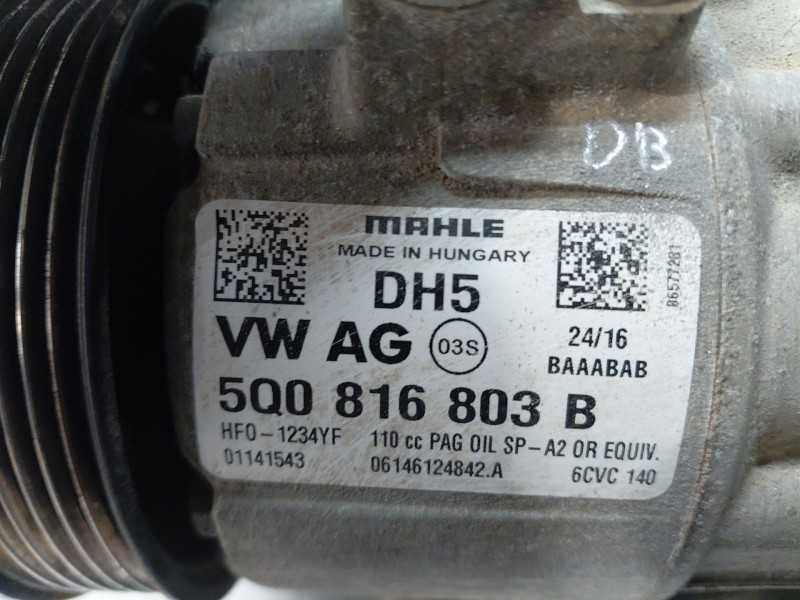 DB
MAHLE
MADE IN HUNGARY
DH5
VW AG 03S
24/16
BAAABAB
86577281
5Q0 816 803 B
HFO-1234YF 110 cc PAG OIL SP-A2 OR EQUIV.
01141543 06146124842.A 6CVC 140